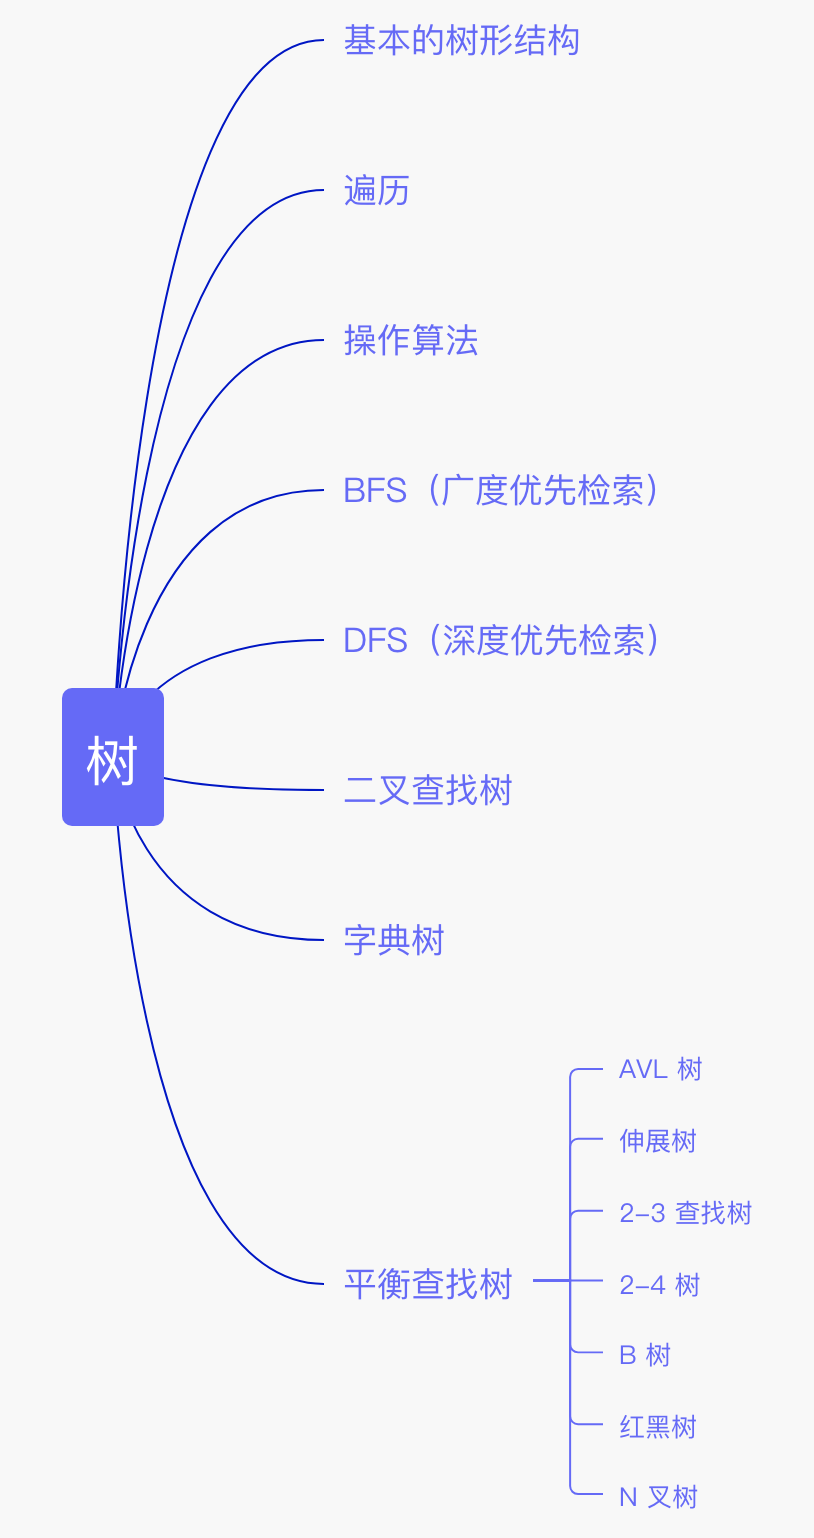 基本的树形结构
遍历
操作算法
BFS（广度优先检索）
DFS（深度优先检索）
树
二叉查找树
字典树
平衡查找树
AVL 树
伸展树
2-3 查找树
2-4 树
B 树
红黑树
N 叉树